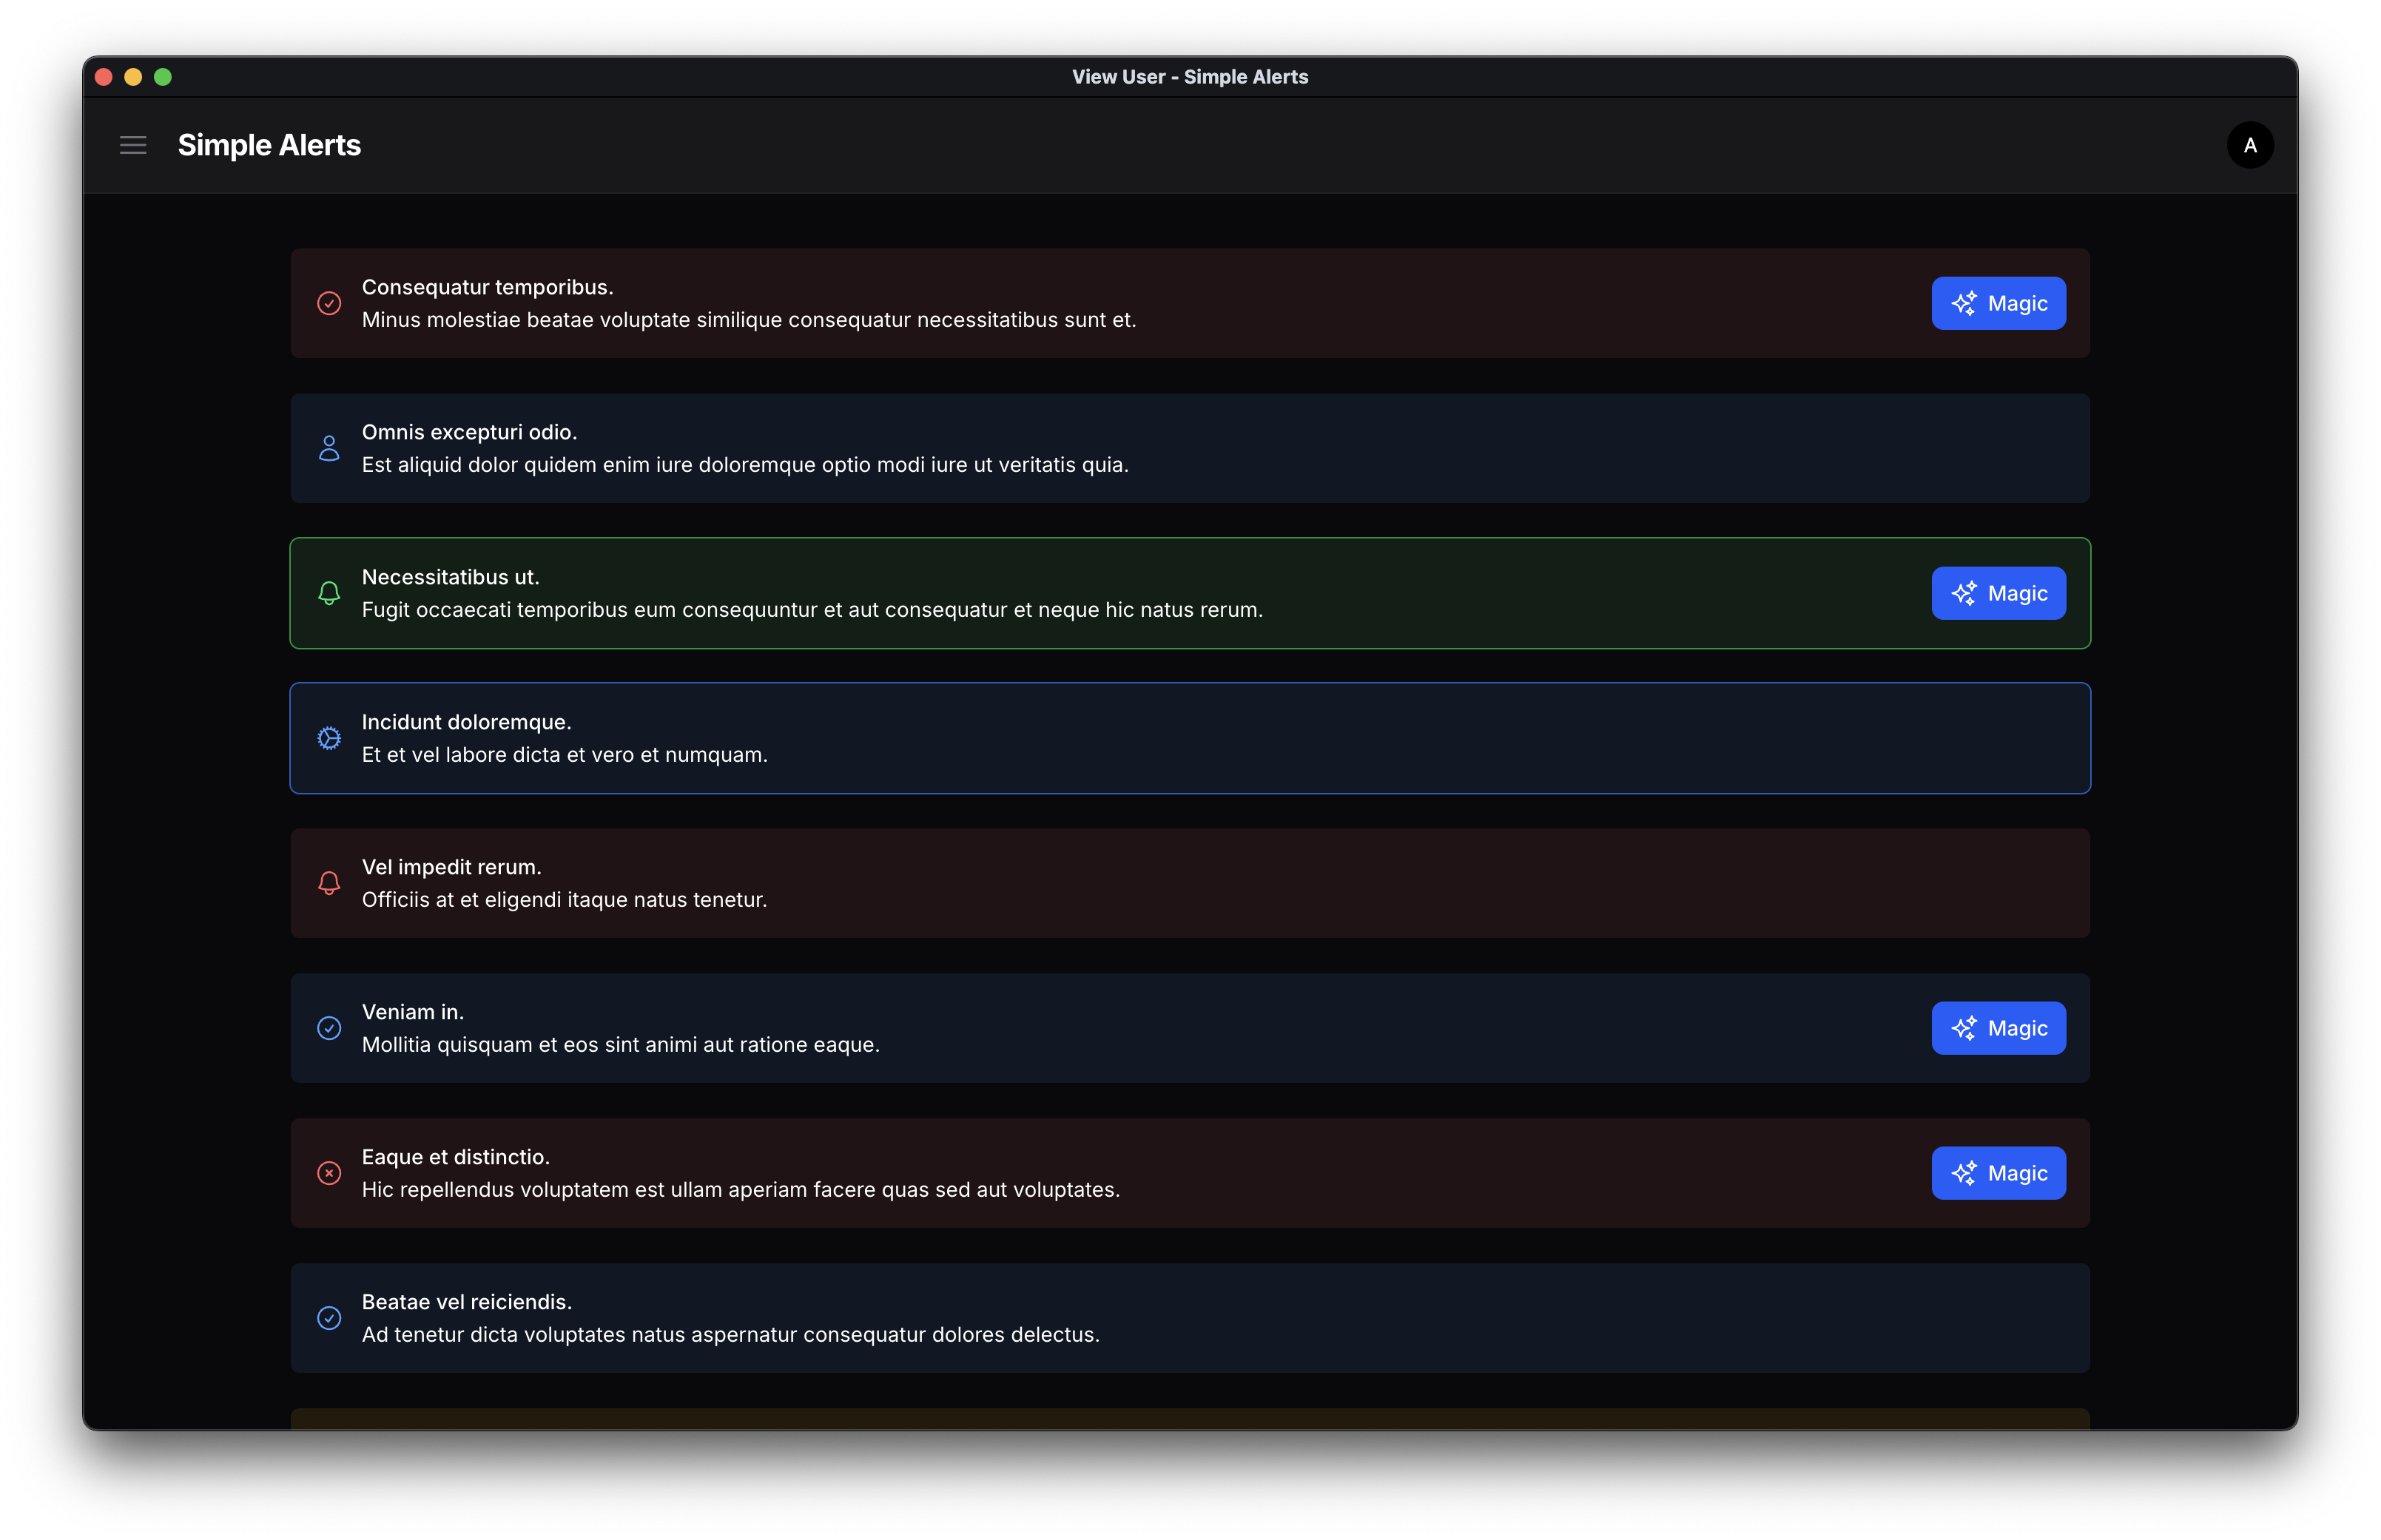 View User - Simple Alerts
Simple Alerts
A
Consequatur temporibus.
Minus molestiae beatae voluptate similique consequatur necessitatibus sunt et.
Magic
Omnis excepturi odio.
Est aliquid dolor quidem enim iure doloremque optio modi iure ut veritatis quia.
Necessitatibus ut.
Fugit occaecati temporibus eum consequuntur et aut consequatur et neque hic natus rerum.
Magic
Incidunt doloremque.
Et et vel labore dicta et vero et numquam.
Vel impedit rerum.
Officiis at et eligendi itaque natus tenetur.
Veniam in.
Mollitia quisquam et eos sint animi aut ratione eaque.
Magic
Eaque et distinctio.
Hic repellendus voluptatem est ullam aperiam facere quas sed aut voluptates.
Magic
Beatae vel reiciendis.
Ad tenetur dicta voluptates natus aspernatur consequatur dolores delectus.